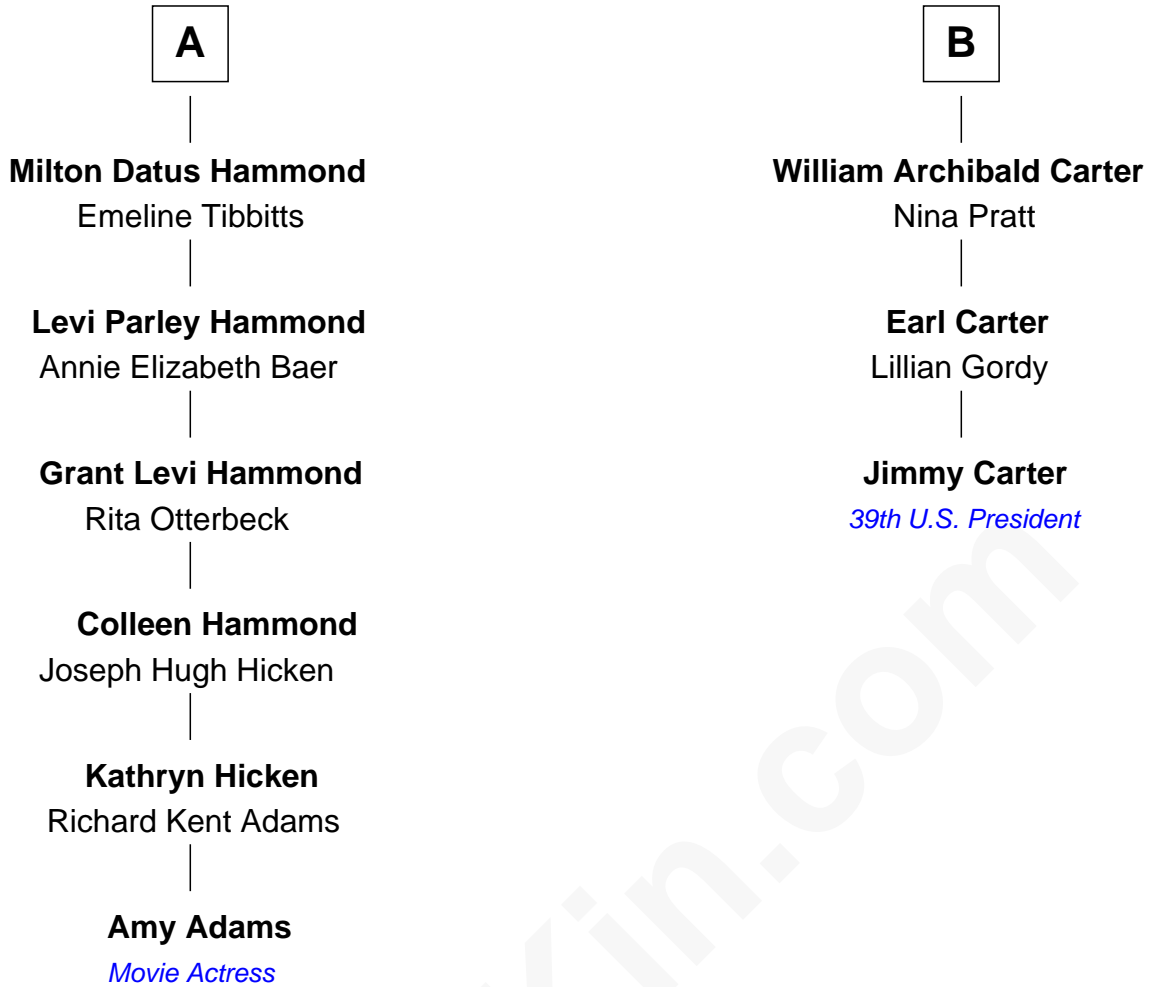 A
Milton Datus Hammond
Emeline Tibbitts
Levi Parley Hammond
Annie Elizabeth Baer
Grant Levi Hammond
Rita Otterbeck
Colleen Hammond
Joseph Hugh Hicken
Kathryn Hicken
Richard Kent Adams
Amy Adams
Movie Actress
B
William Archibald Carter
Nina Pratt
Earl Carter
Lillian Gordy
Jimmy Carter
39th U.S. President
Kin.com